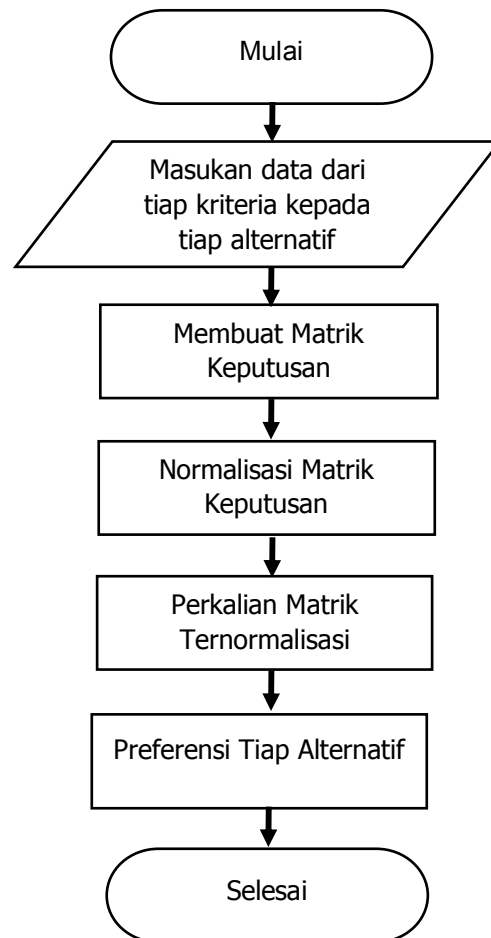 Mulai
Masukan data dari
tiap kriteria kepada
tiap alternatif
Membuat Matrik
Keputusan
Normalisasi Matrik
Keputusan
Perkalian Matrik
Ternormalisasi
Preferensi Tiap Alternatif
Selesai